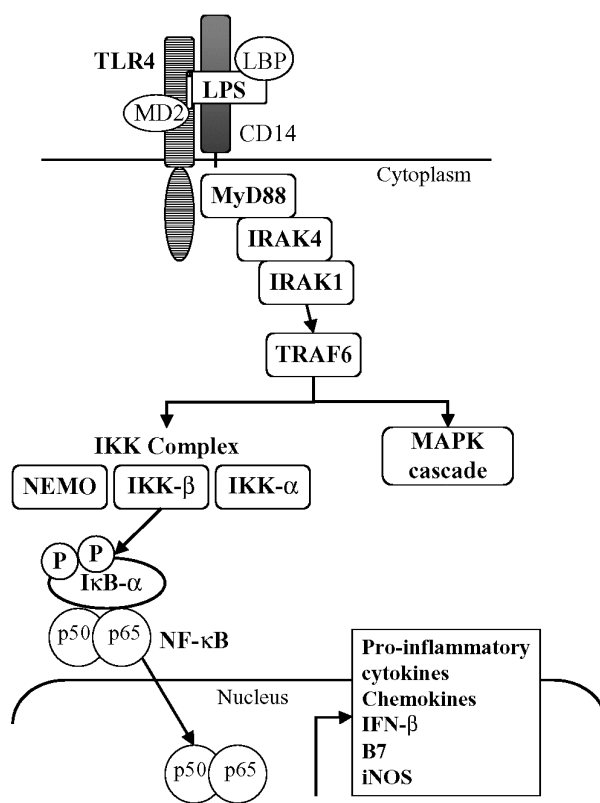 TLR4
LBP
LPS
MD2
CD14
Cytoplasm
MyD88
IRAK4
IRAK1
TRAF6
IKK Complex
MAPK
cascade
NEMO
IKK-β
IKK-α
P
P
IκB-α
p50
p65
NF-κB
Nucleus
Pro-inflammatory
cytokines
Chemokines
IFN-β
B7
iNOS
p50
p65